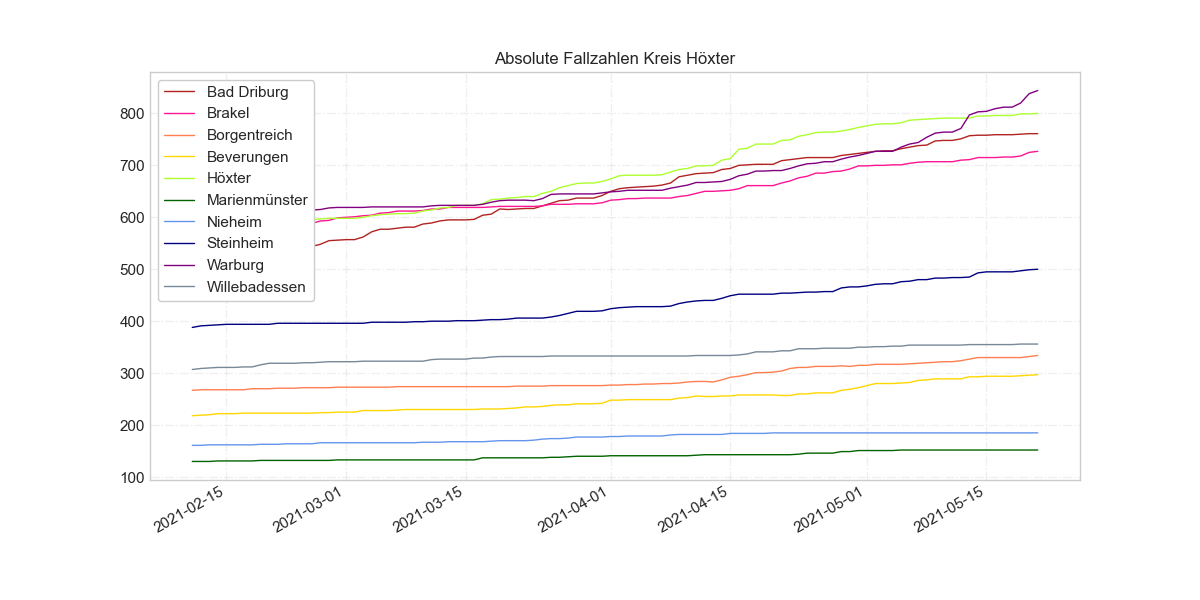 Absolute Fallzahlen Kreis Höxter
Bad Driburg
Brakel
Borgentreich
Beverungen
Höxter
Marienmünster
Nieheim
Steinheim
Warburg
Willebadessen
800
700
600
500
400
300
200
100
2021-02-15
2021-03-01
2021-03-15
2021-04-01
2021-04-15
2021-05-01
2021-05-15